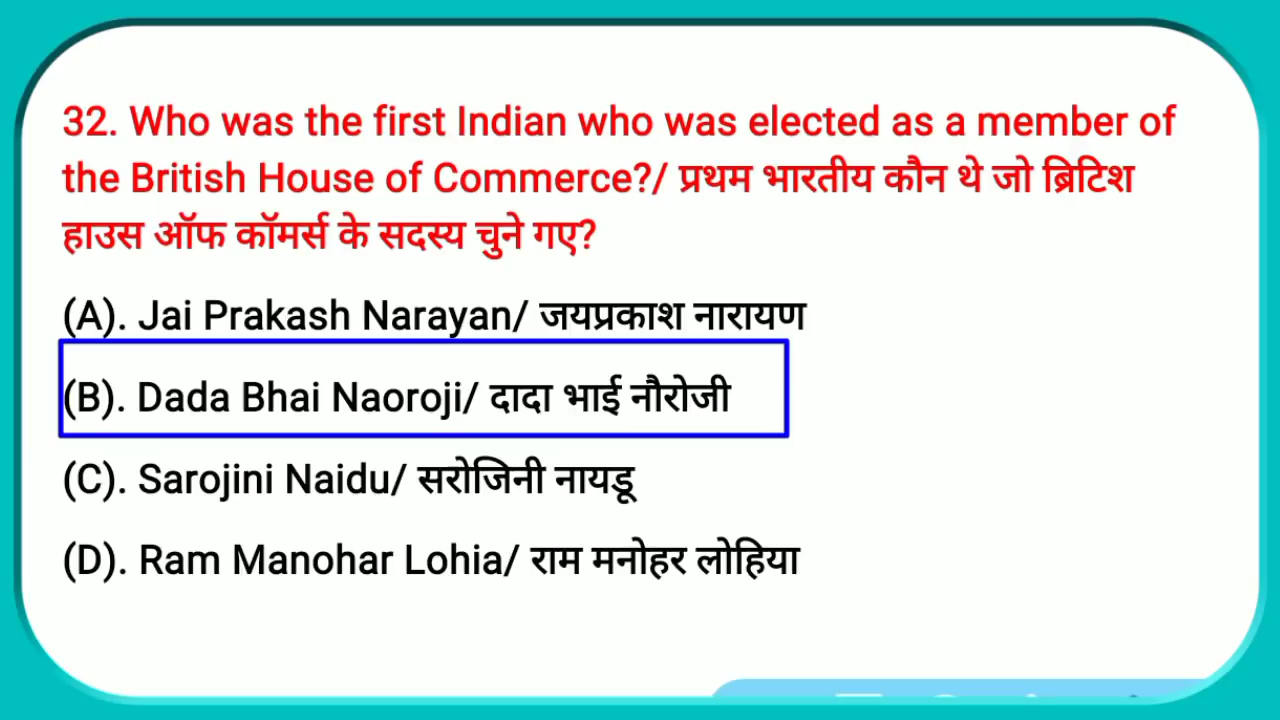 32. Who was the first Indian who was elected as a member of
the British House of Commerce?/ प्रथम भारतीय कौन थे जो ब्रिटिश
हाउस ऑफ कॉमर्स के सदस्य चुने गए?
(A). Jai Prakash Narayan/ जयप्रकाश नारायण
(B). Dada Bhai Naoroji/ दादा भाई नौरोजी
(C). Sarojini Naidu/ सरोजिनी नायडू
(D). Ram Manohar Lohia/ राम मनोहर लोहिया